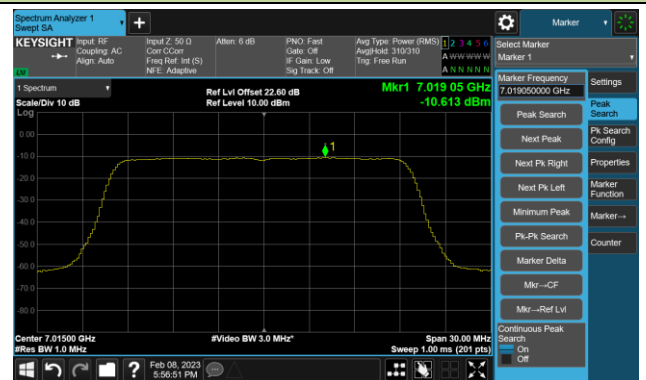 Spectrum Analyzer 1
Swept SA
+
Marker
KEYSIGHT
Input: RF
Coupling: AC
Align: Auto
Input Z: 50 Ω
Corr CCorr
Freq Ref: Int (S)
NFE: Adaptive
Atten: 6 dB
PNO: Fast
Gate: Off
IF Gain: Low
Sig Track: Off
Avg Type: Power (RMS)
Avg|Hold: 310/310
Trig: Free Run
1 2 3 4 5 6
A W W W W W
A N N N N N
LXI
Select Marker
Marker 1
1 Spectrum
Scale/Div 10 dB
Log
Ref Lvl Offset 22.60 dB
Ref Level 10.00 dBm
Mkr1 7.019 05 GHz
-10.613 dBm
0.00
-10.0
-20.0
-30.0
-40.0
-50.0
-60.0
-70.0
-80.0
1
Center 7.01500 GHz
#Res BW 1.0 MHz
#Video BW 3.0 MHz*
Span 30.00 MHz
Sweep 1.00 ms (201 pts)
Marker Frequency
7.019050000 GHz
Peak Search
Next Peak
Next Pk Right
Next Pk Left
Minimum Peak
Pk-Pk Search
Marker Delta
Mkr→CF
Mkr→Ref Lvl
Continuous Peak
Search
On
Off
Settings
Peak
Search
Pk Search
Config
Properties
Marker
Function
Marker→
Counter
?
Feb 08, 2023
5:56:51 PM